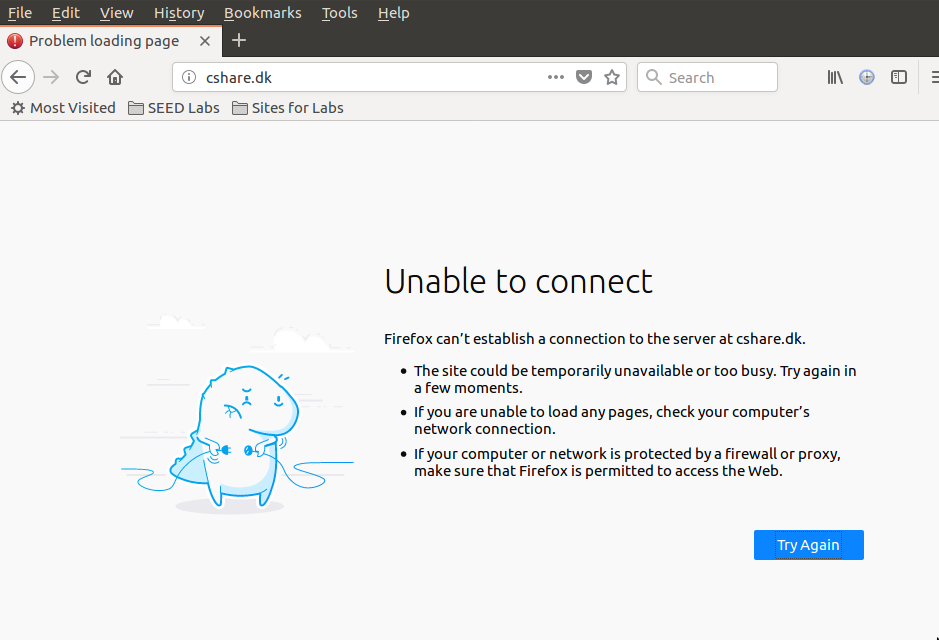 File Edit View History Bookmarks Tools Help
Problem loading page
cshare.dk Search
Most Visited SEED Labs Sites for Labs
Unable to connect
Firefox can’t establish a connection to the server at cshare.dk.
The site could be temporarily unavailable or too busy. Try again in
a few moments.
If you are unable to load any pages, check your computer’s
network connection.
If your computer or network is protected by a firewall or proxy,
make sure that Firefox is permitted to access the Web.
Try Again